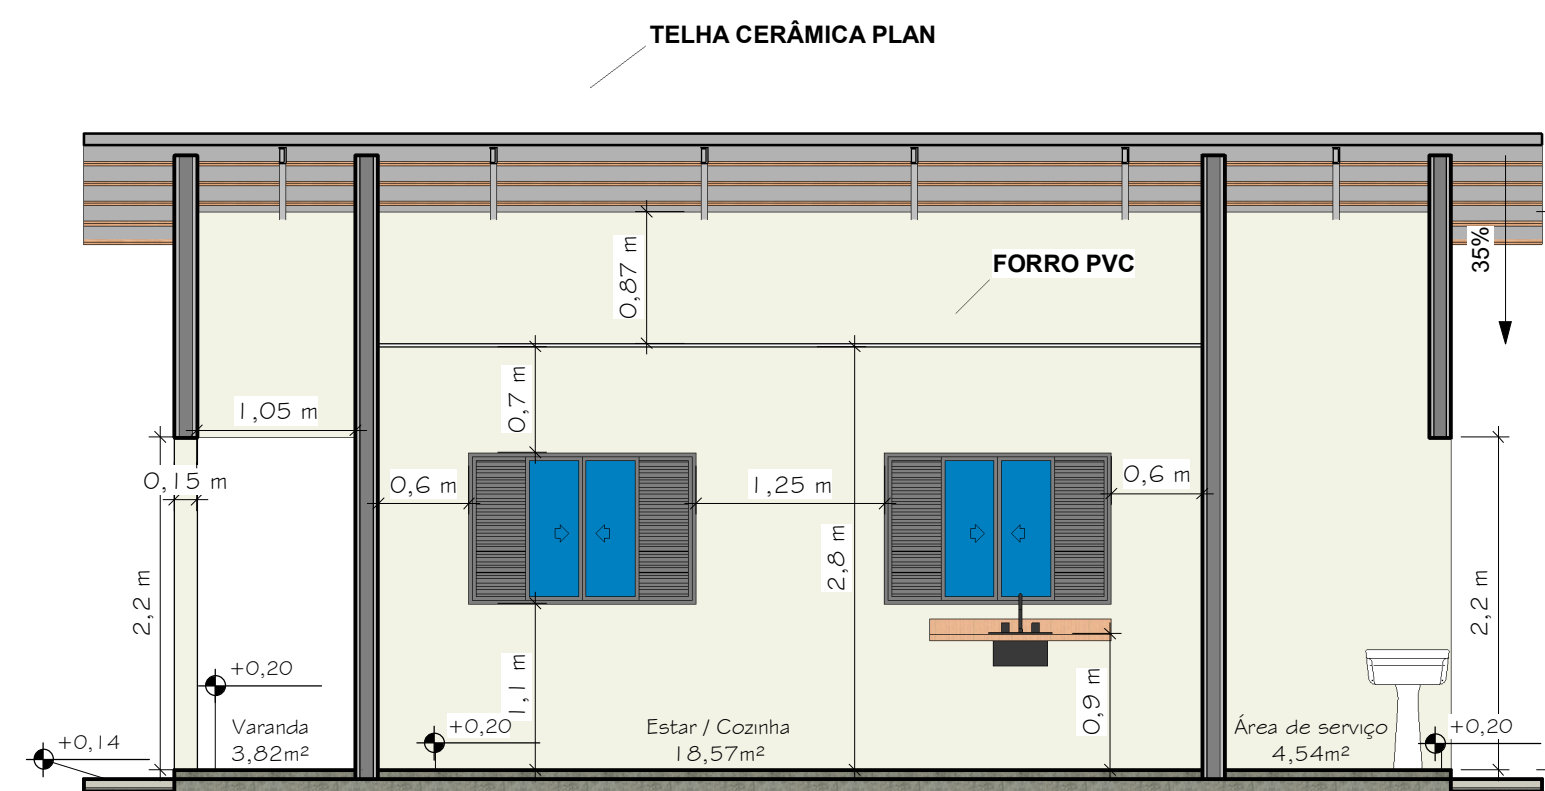 TELHA CERÂMICA PLAN
35%
0,87 m
FORRO PVC
0,7 m
1,05 m
0,15 m
0,6 m
1,25 m
0,6 m
2,8 m
2,2 m
2,2 m
1,1 m
0,9 m
+0,20
+0,20
+0,20
+0,14
Varanda
3,82m²
Estar / Cozinha
18,57m²
Área de serviço
4,54m²